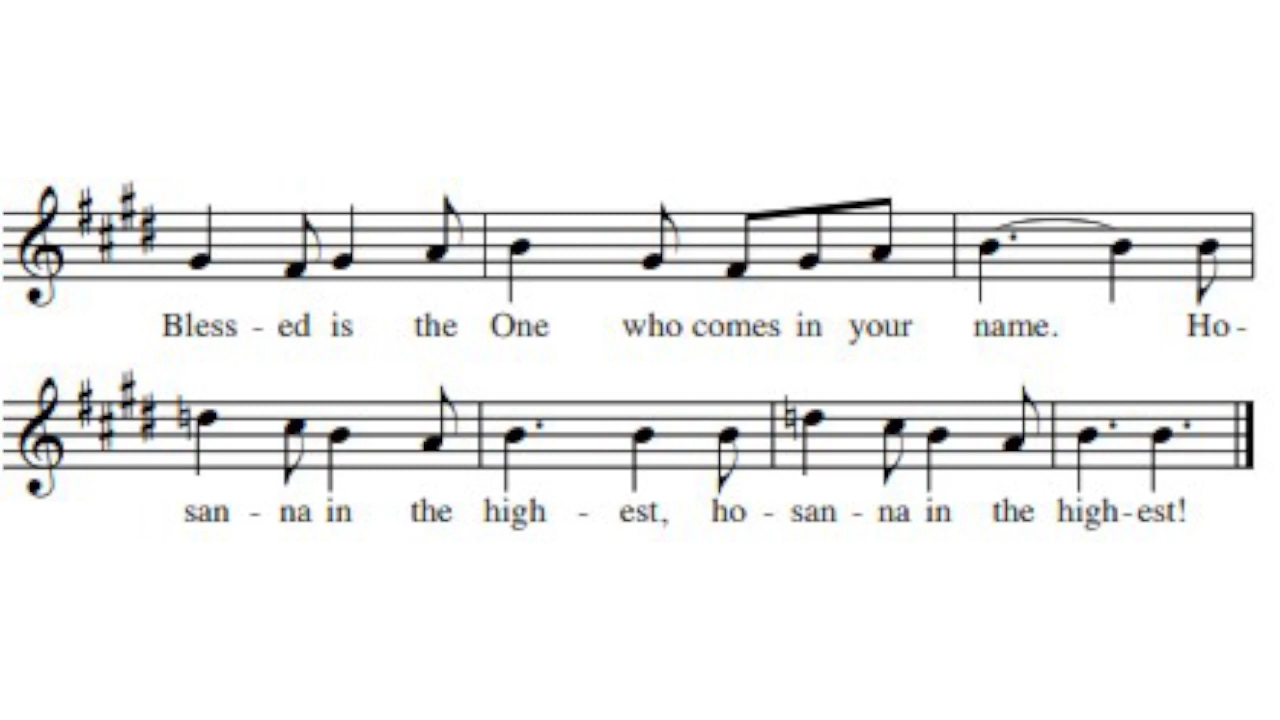 Bless - ed is the One who comes in your name. Ho -
san - na in the high - est, ho - san - na in the high - est!